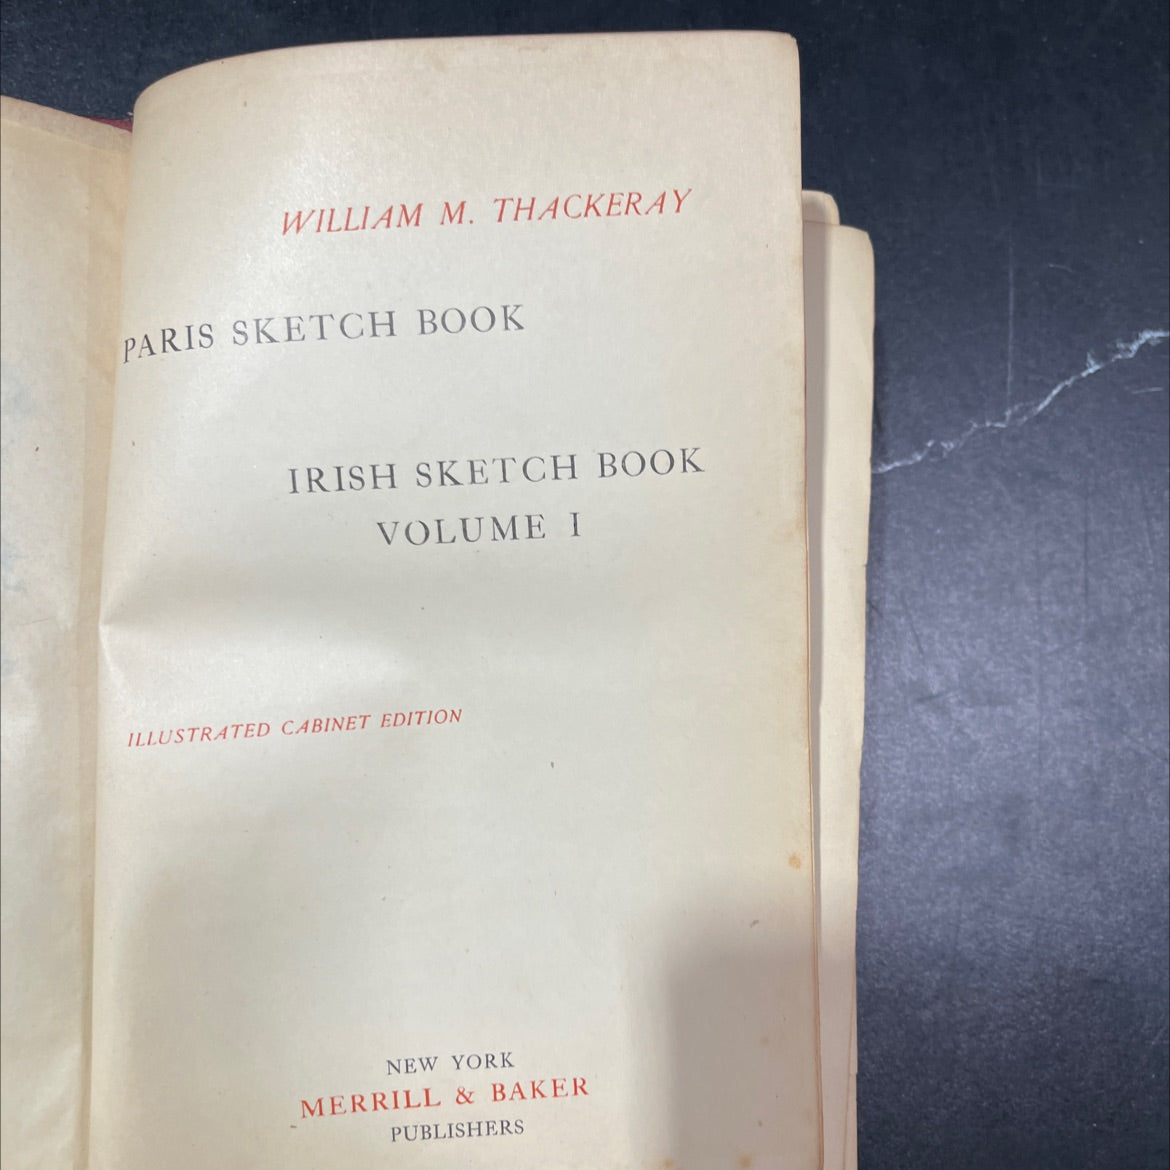 WILLIAM M. THACKERAY
PARIS SKETCH BOOK
IRISH SKETCH BOOK
VOLUME I
ILLUSTRATED CABINET EDITION
NEW YORK
MERRILL & BAKER
PUBLISHERS